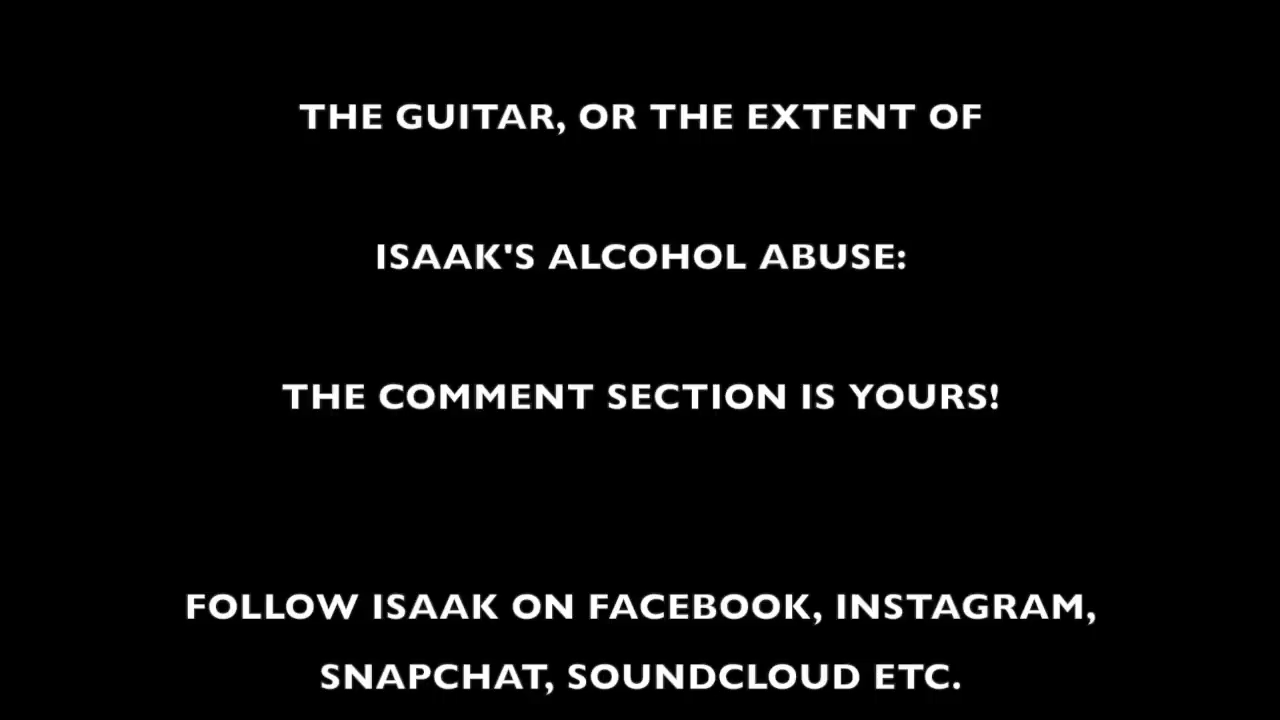 THE GUITAR, OR THE EXTENT OF
ISAAK'S ALCOHOL ABUSE:
THE COMMENT SECTION IS YOURS!
FOLLOW ISAAK ON FACEBOOK, INSTAGRAM,
SNAPCHAT, SOUNDCLOUD ETC.